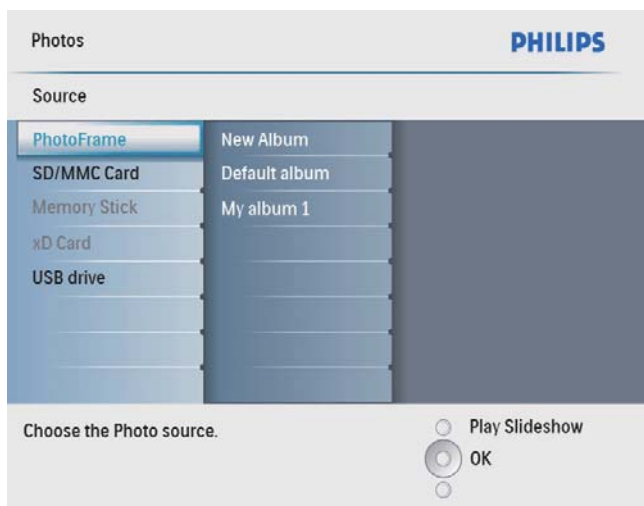 Photos
PHILIPS
Source
PhotoFrame
SD/MMC Card
Memory Stick
xD Card
USB drive
New Album
Default album
My album 1
Choose the Photo source.
Play Slideshow
OK